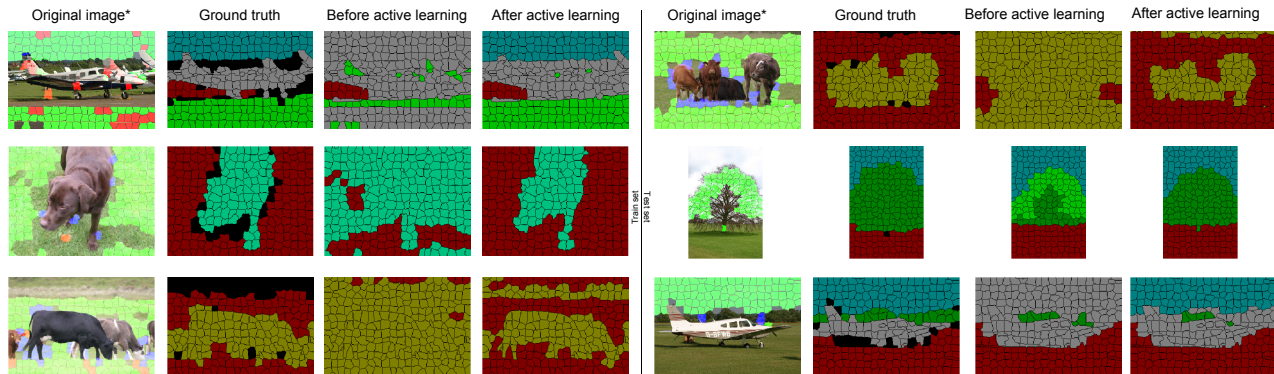 Original image* Ground truth Before active learning After active learning Original image* Ground truth Before active learning After active learning
Train set
Test set